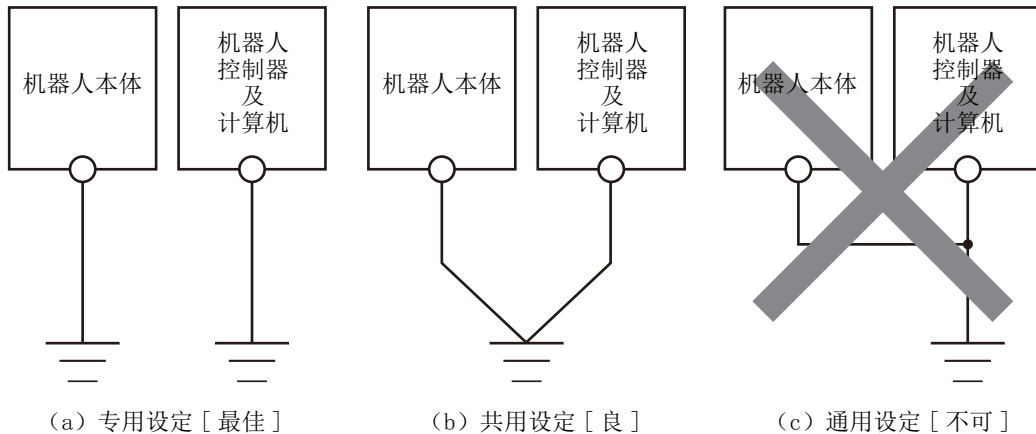 机器人本体
机器人
控制器
及
计算机
机器人本体
机器人
控制器
及
计算机
机器人本体
机器人
控制器
及
计算机
（a）专用设定 [ 最佳 ]
（b）共用设定 [ 良 ]
（c）通用设定 [ 不可 ]